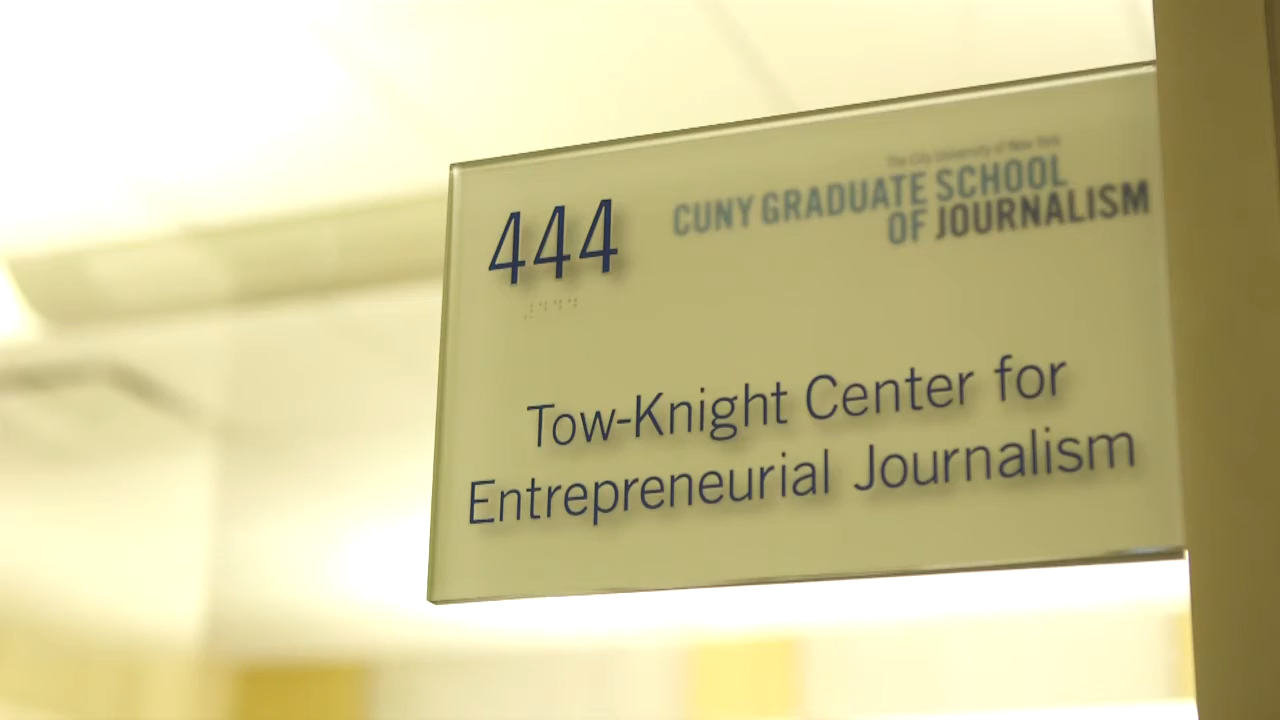 444
The City University of New York
CUNY GRADUATE SCHOOL
OF JOURNALISM
Tow-Knight Center for
Entrepreneurial Journalism